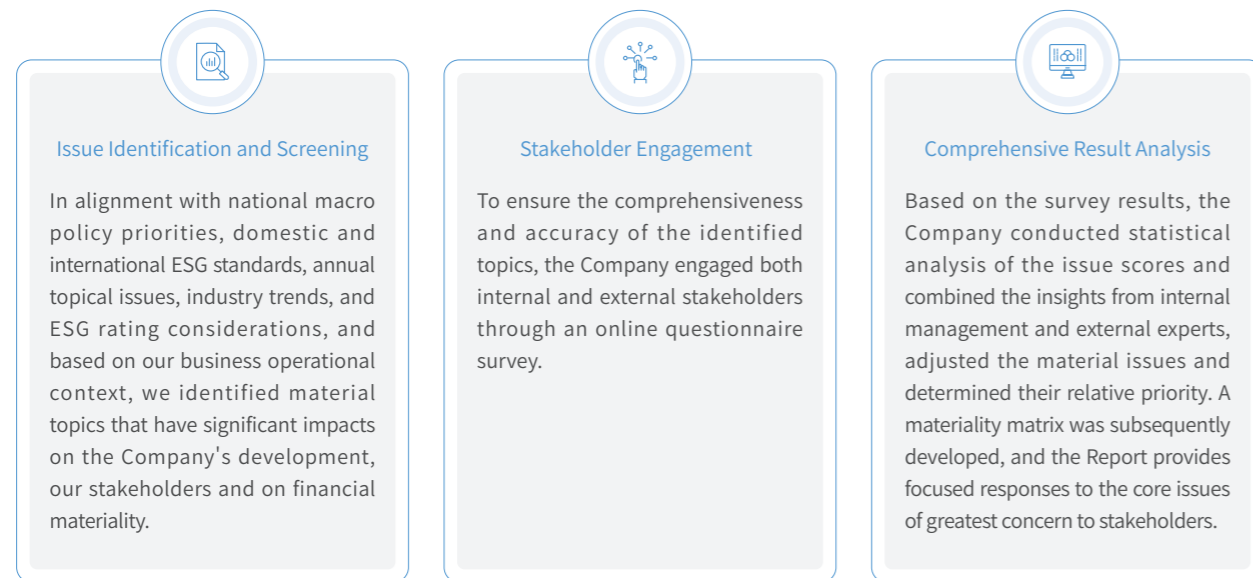 Issue Identification and Screening
In alignment with national macro
policy priorities, domestic and
international ESG standards, annual
topical issues, industry trends, and
ESG rating considerations, and
based on our business operational
context, we identified material
topics that have significant impacts
on the Company's development,
our stakeholders and on financial
materiality.
Stakeholder Engagement
To ensure the comprehensiveness
and accuracy of the identified
topics, the Company engaged both
internal and external stakeholders
through an online questionnaire
survey.
Comprehensive Result Analysis
Based on the survey results, the
Company conducted statistical
analysis of the issue scores and
combined the insights from internal
management and external experts,
adjusted the material issues and
determined their relative priority. A
materiality matrix was subsequently
developed, and the Report provides
focused responses to the core issues
of greatest concern to stakeholders.